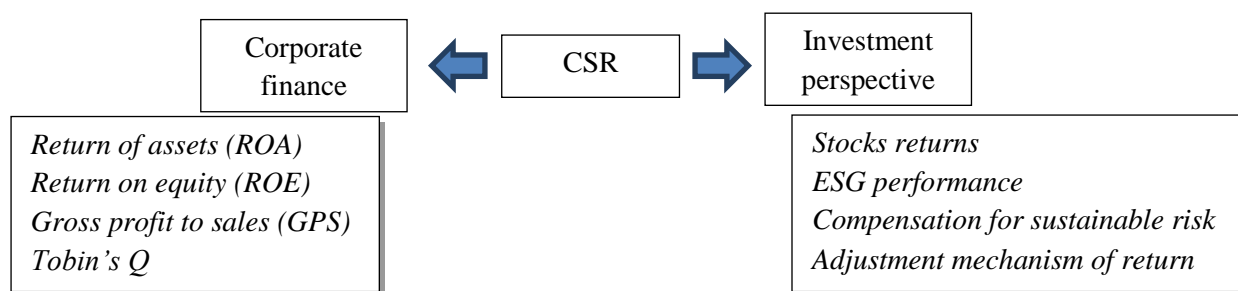 Corporate
finance
CSR
Investment
perspective
Return of assets (ROA)
Return on equity (ROE)
Gross profit to sales (GPS)
Tobin’s Q
Stocks returns
ESG performance
Compensation for sustainable risk
Adjustment mechanism of return